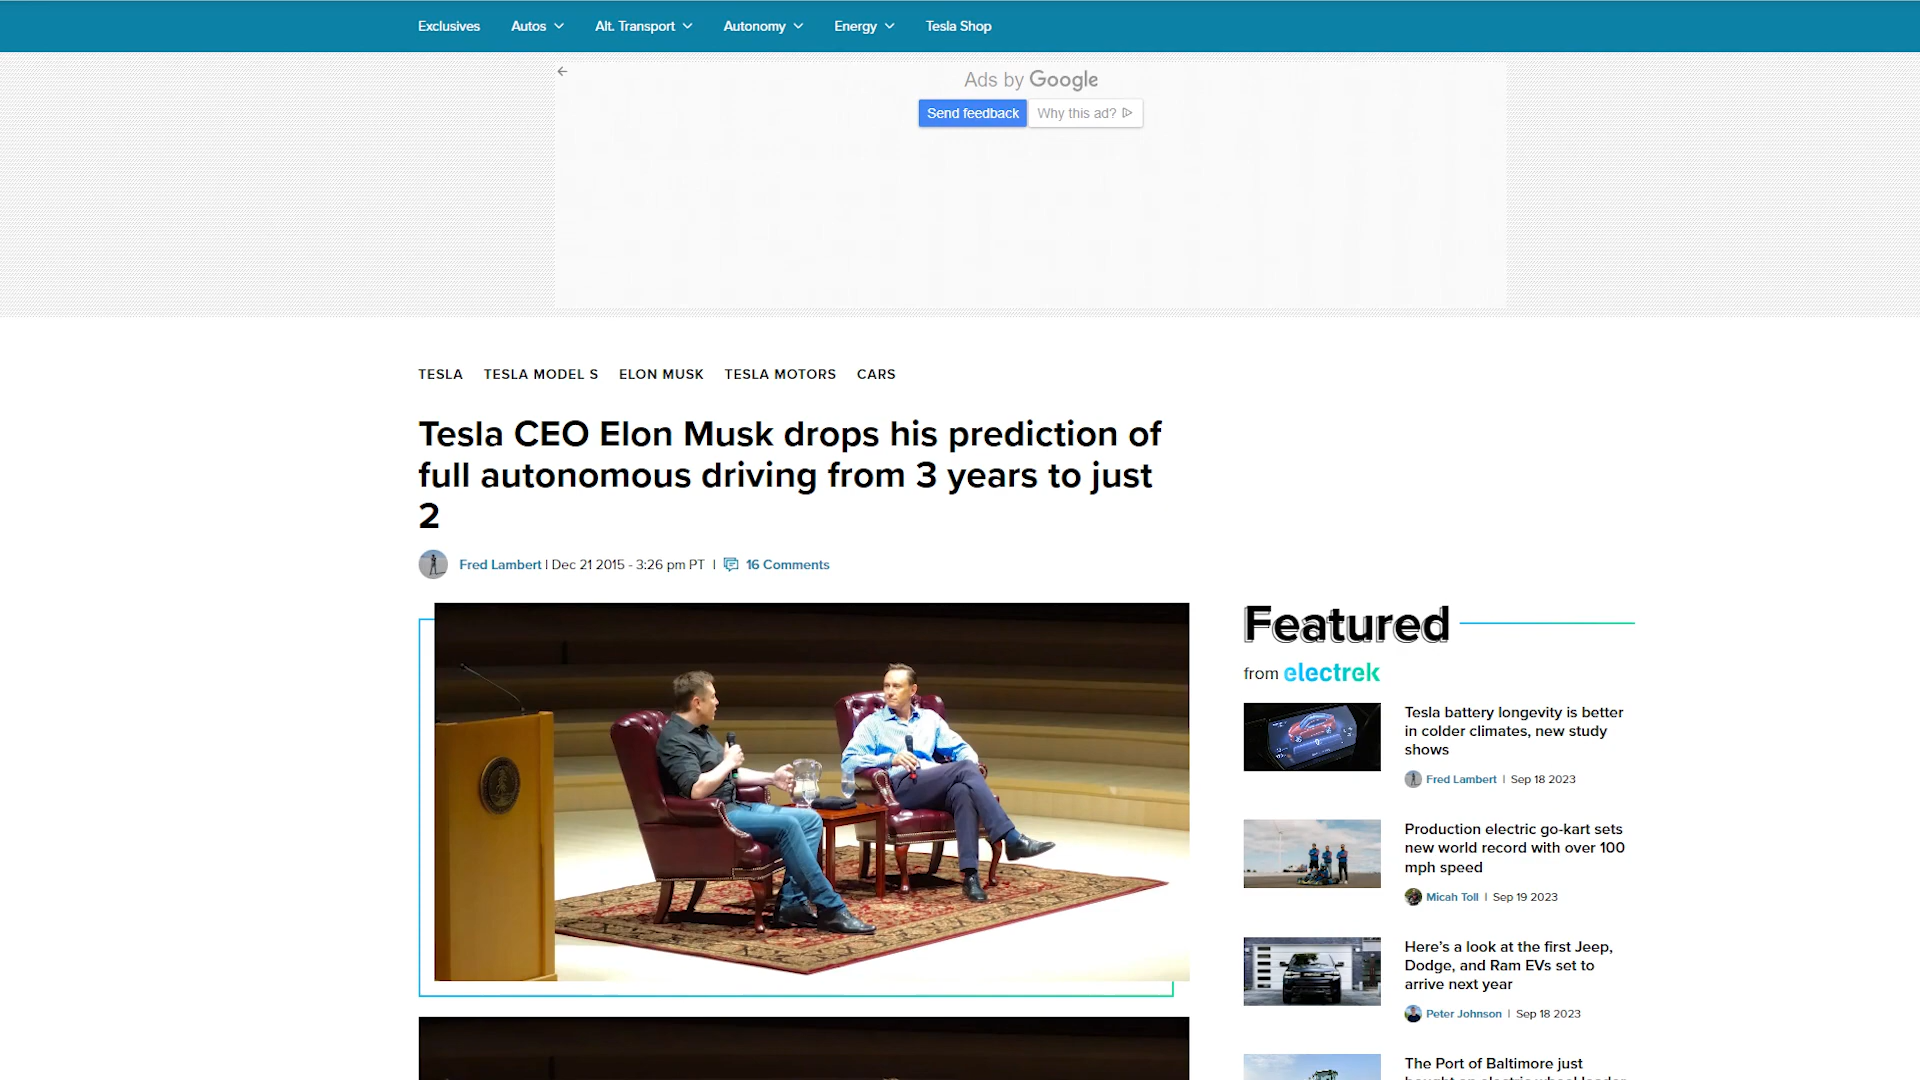 Exclusives Autos Alt. Transport Autonomy Energy Tesla Shop
Ads by Google
Send feedback Why this ad?
TESLA TESLA MODEL S ELON MUSK TESLA MOTORS CARS
Tesla CEO Elon Musk drops his prediction of
full autonomous driving from 3 years to just
2
Fred Lambert | Dec 21 2015 - 3:26 pm PT | 16 Comments
Featured
from electrek
Tesla battery longevity is better
in colder climates, new study
shows
Fred Lambert | Sep 18 2023
Production electric go-kart sets
new world record with over 100
mph speed
Micah Toll | Sep 19 2023
Here’s a look at the first Jeep,
Dodge, and Ram EVs set to
arrive next year
Peter Johnson | Sep 18 2023
The Port of Baltimore just